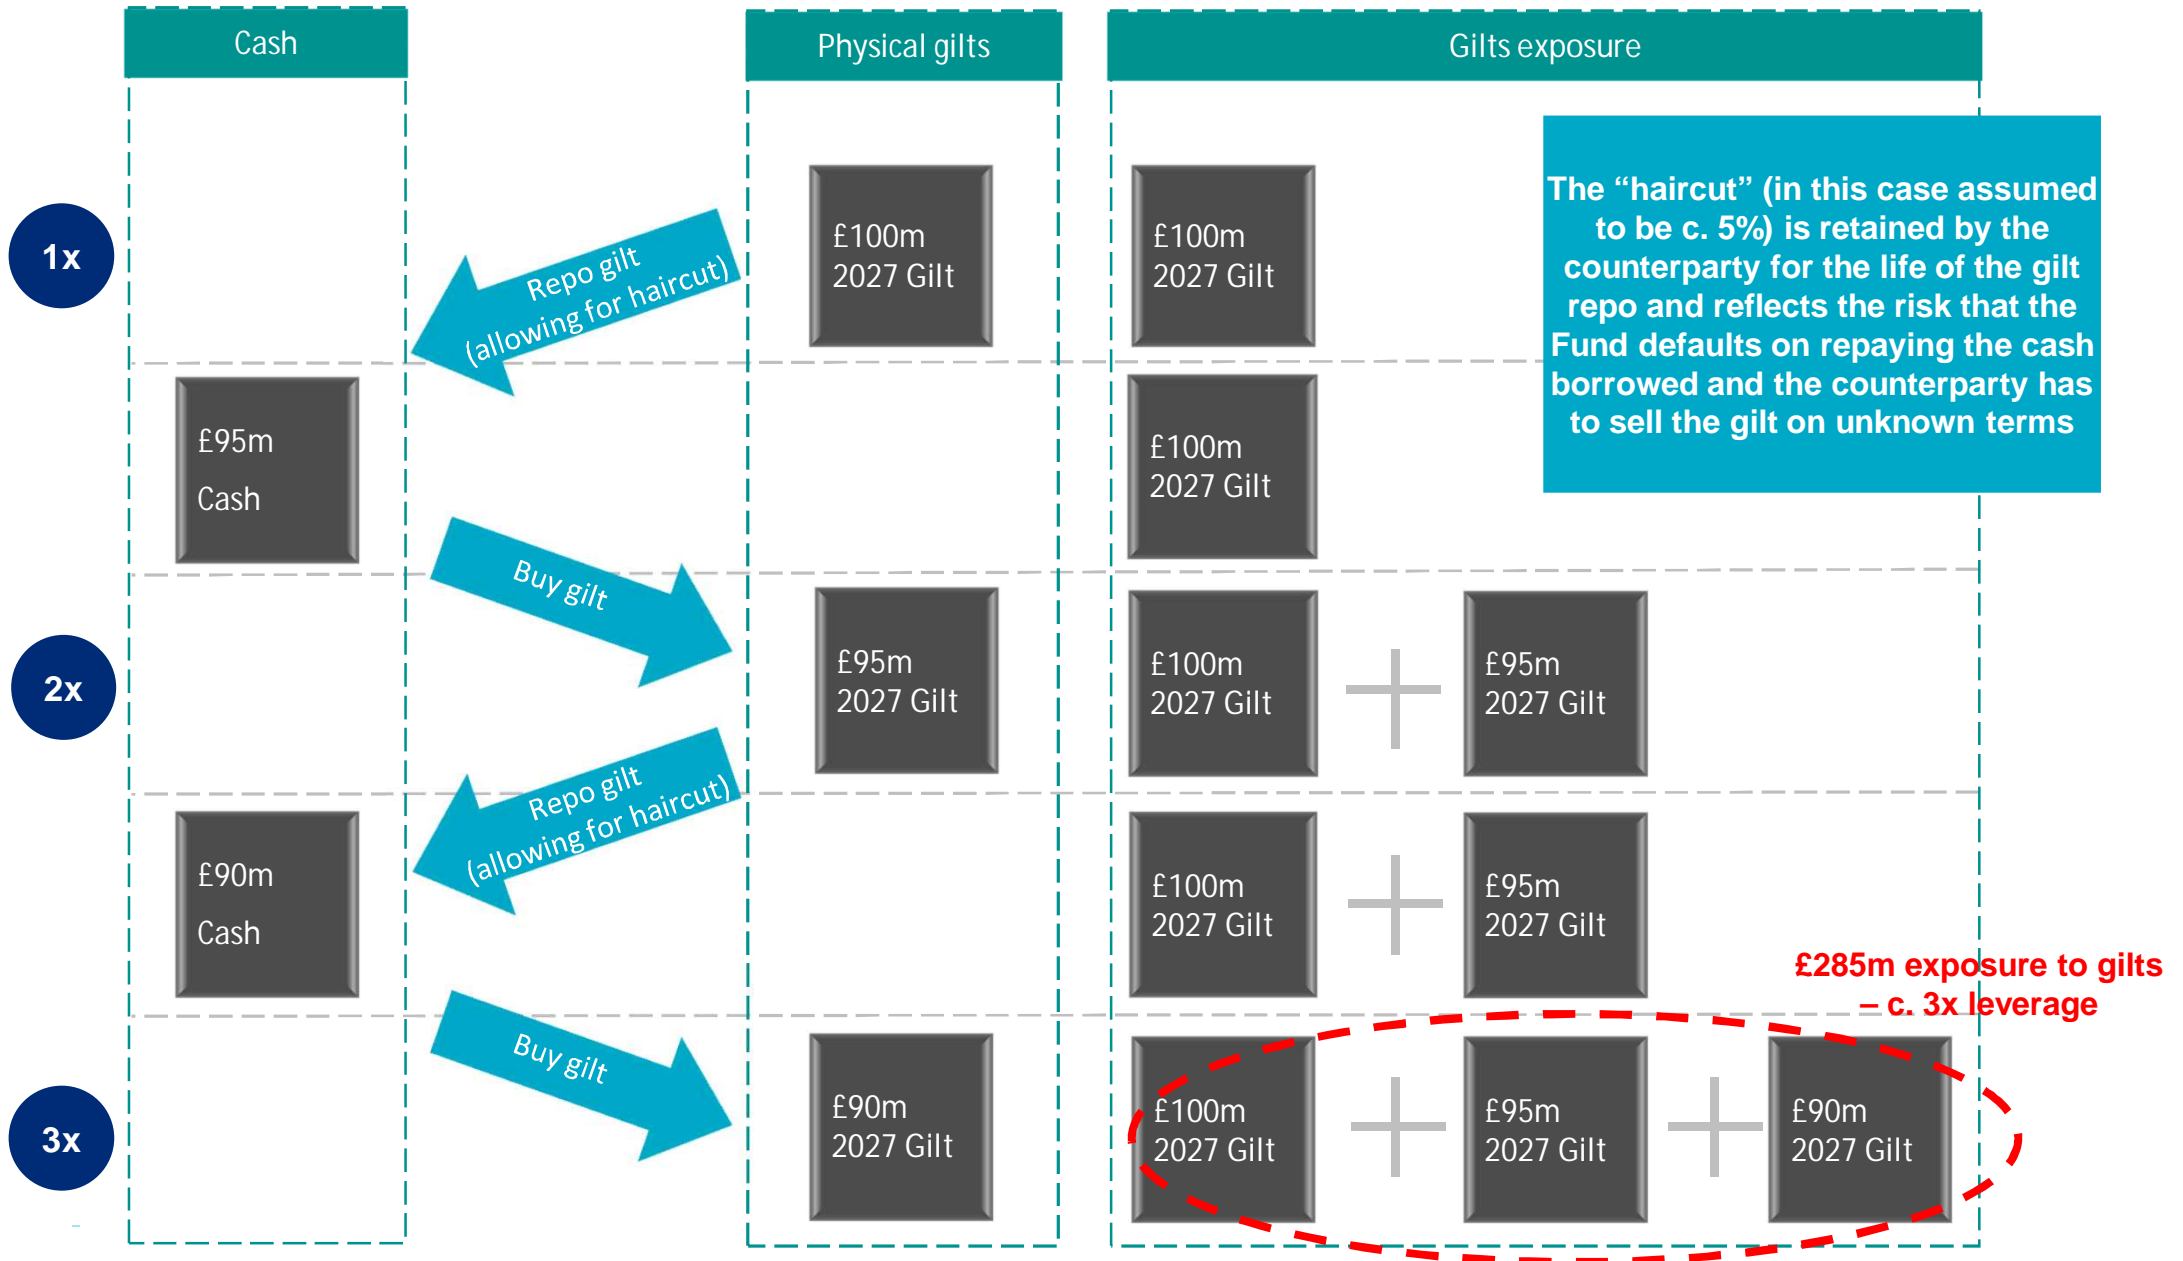 Cash
Physical gilts
Gilts exposure
1x
Repo gilt
(allowing for haircut)
£100m
2027 Gilt
£100m
2027 Gilt
The “haircut” (in this case assumed
to be c. 5%) is retained by the
counterparty for the life of the gilt
repo and reflects the risk that the
Fund defaults on repaying the cash
borrowed and the counterparty has
to sell the gilt on unknown terms
£95m
Cash
£100m
2027 Gilt
2x
Buy gilt
£95m
2027 Gilt
£100m
2027 Gilt
£95m
2027 Gilt
£90m
Cash
Repo gilt
(allowing for haircut)
£100m
2027 Gilt
£95m
2027 Gilt
£285m exposure to gilts
– c. 3x leverage
3x
Buy gilt
£90m
2027 Gilt
£100m
2027 Gilt
£95m
2027 Gilt
£90m
2027 Gilt